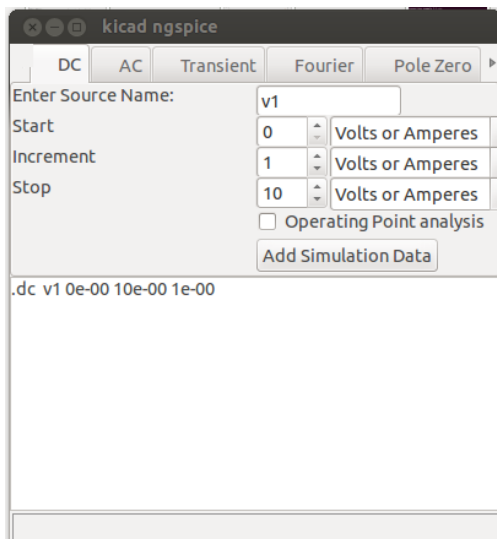 kicad ngspice
DC AC Transient Fourier Pole Zero
Enter Source Name: v1
Start 0 Volts or Amperes
Increment 1 Volts or Amperes
Stop 10 Volts or Amperes
Operating Point analysis
Add Simulation Data
.dc v1 0e-00 10e-00 1e-00